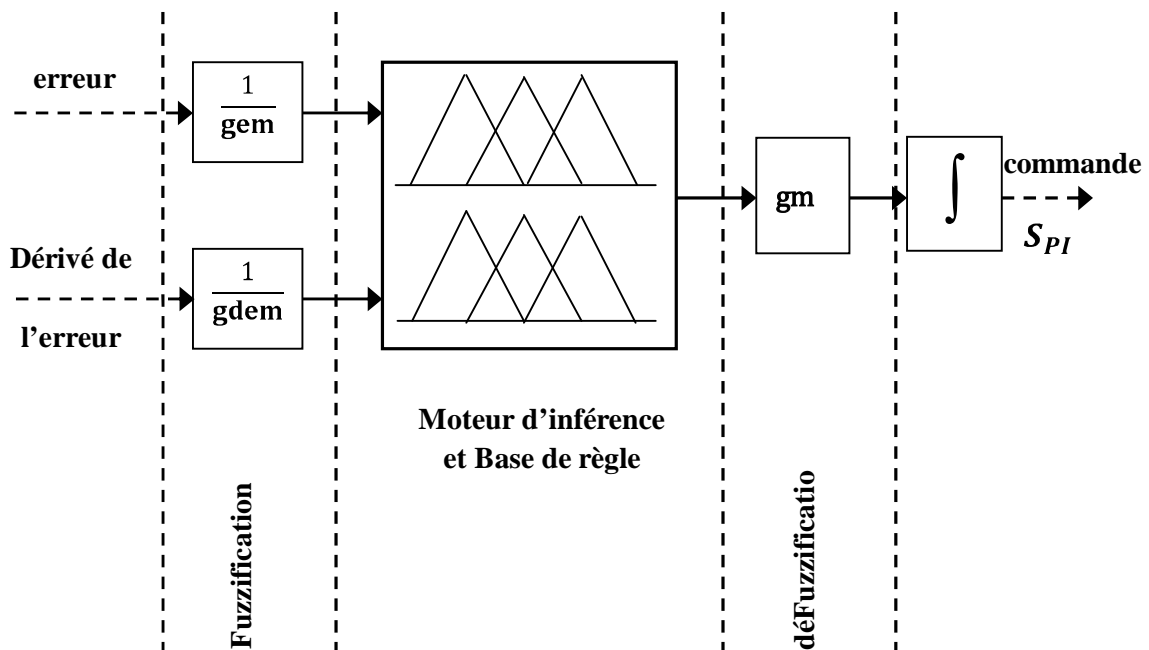 erreur
1
gem
Dérivé de
l’erreur
1
gdem
Moteur d’inférence
et Base de règle
gm
∫
commande
S_PI
Fuzzification
déFuzzificatio